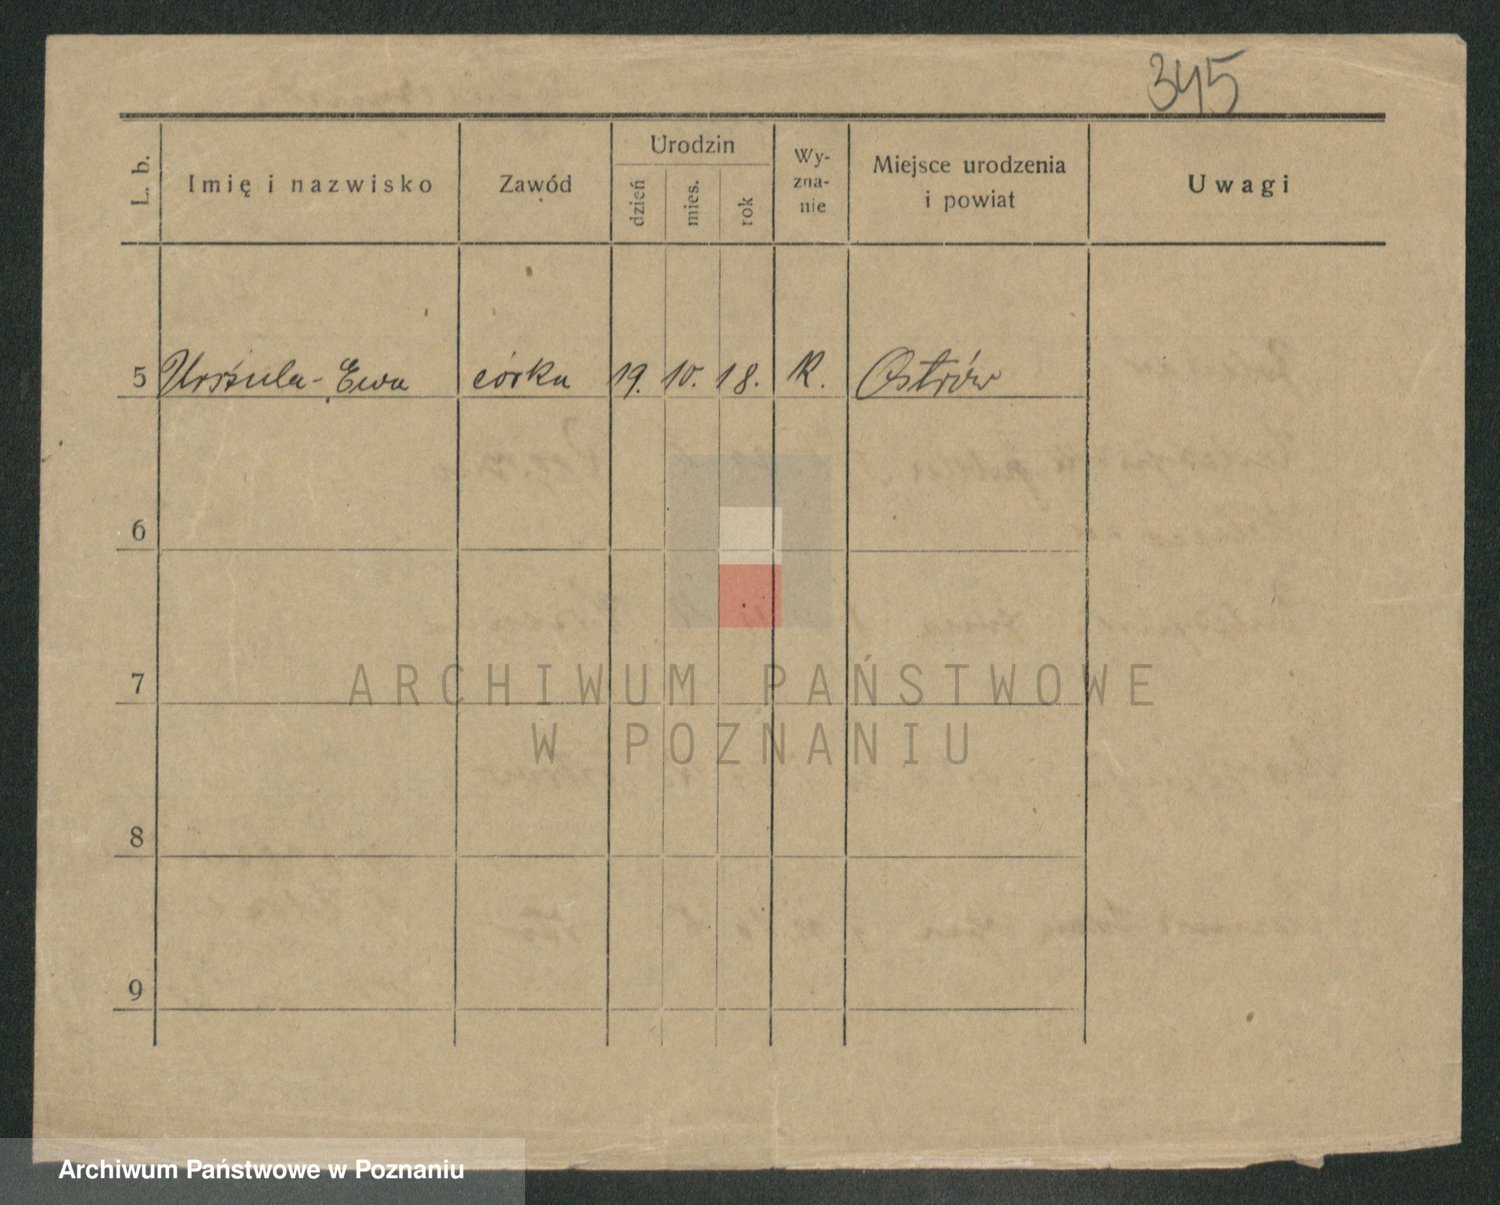 345
L. b. Imię i nazwisko Zawód Urodzin dzień mies. rok Wy-zna-nie Miejsce urodzenia i powiat Uwagi
5 Urszula-Ewa córka 19. 10. 18. R. Ostrów
6
7
8
9
ARCHIWUM PAŃSTWOWE
W POZNANIU
Archiwum Państwowe w Poznaniu